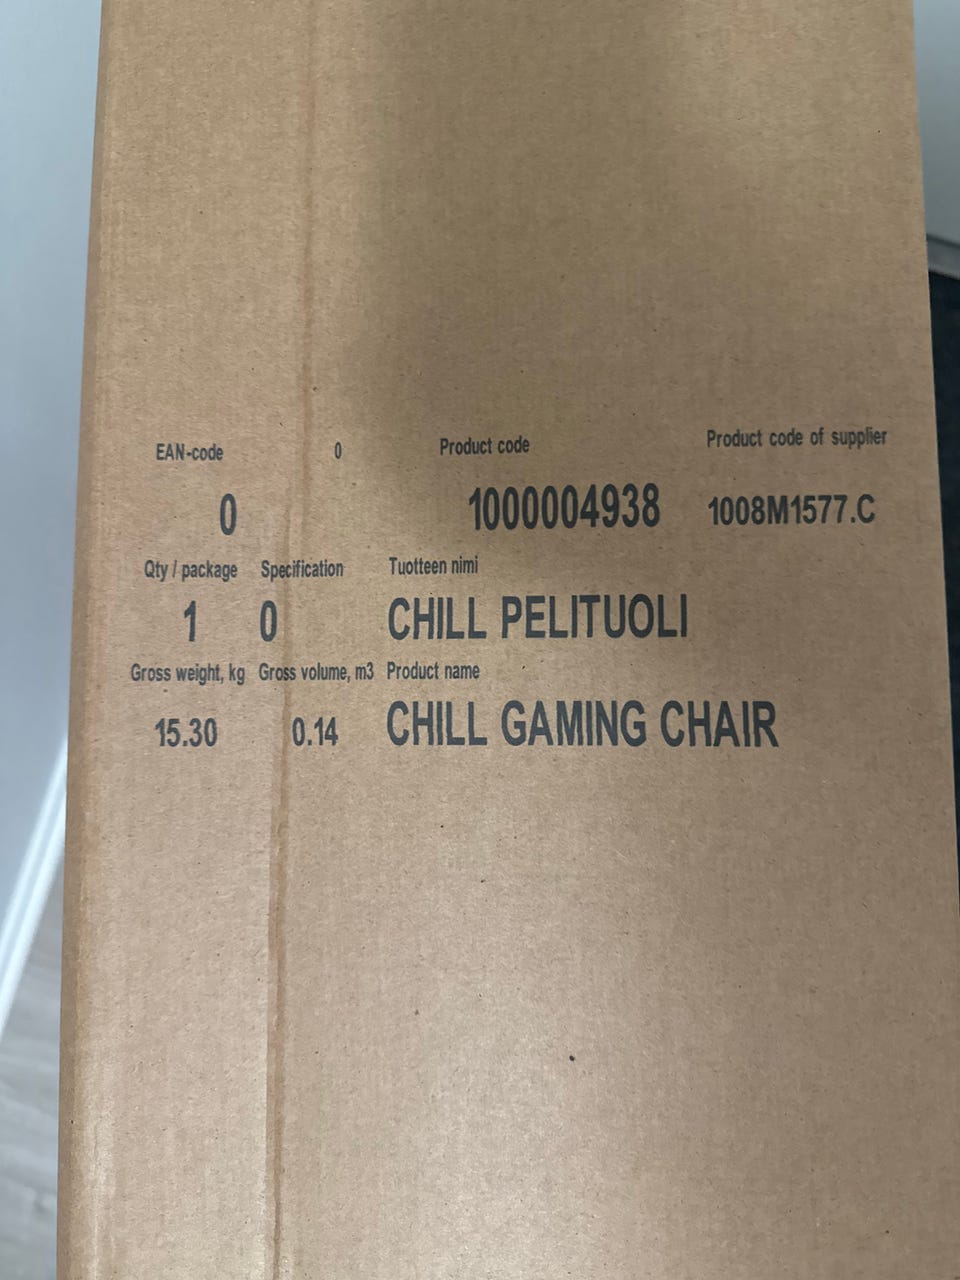 EAN-code 0 Product code Product code of supplier
0 1000004938 1008M1577.C
Qty / package Specification Tuotteen nimi
1 0 CHILL PELITUOLI
Gross weight, kg Gross volume, m3 Product name
15.30 0.14 CHILL GAMING CHAIR